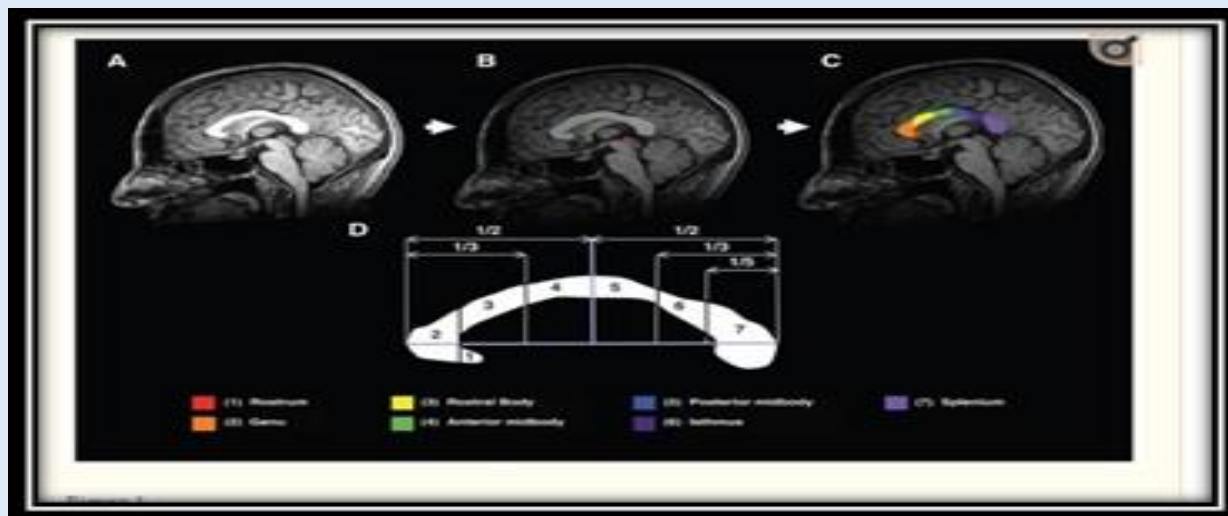 A B C
D
1/2 1/2
1/3 1/3
1/5
4 5
3 6
2 7
1
(1) Rostrum (3) Rostral Body (5) Posterior midbody (7) Splenium
(2) Genu (4) Anterior midbody (6) Isthmus